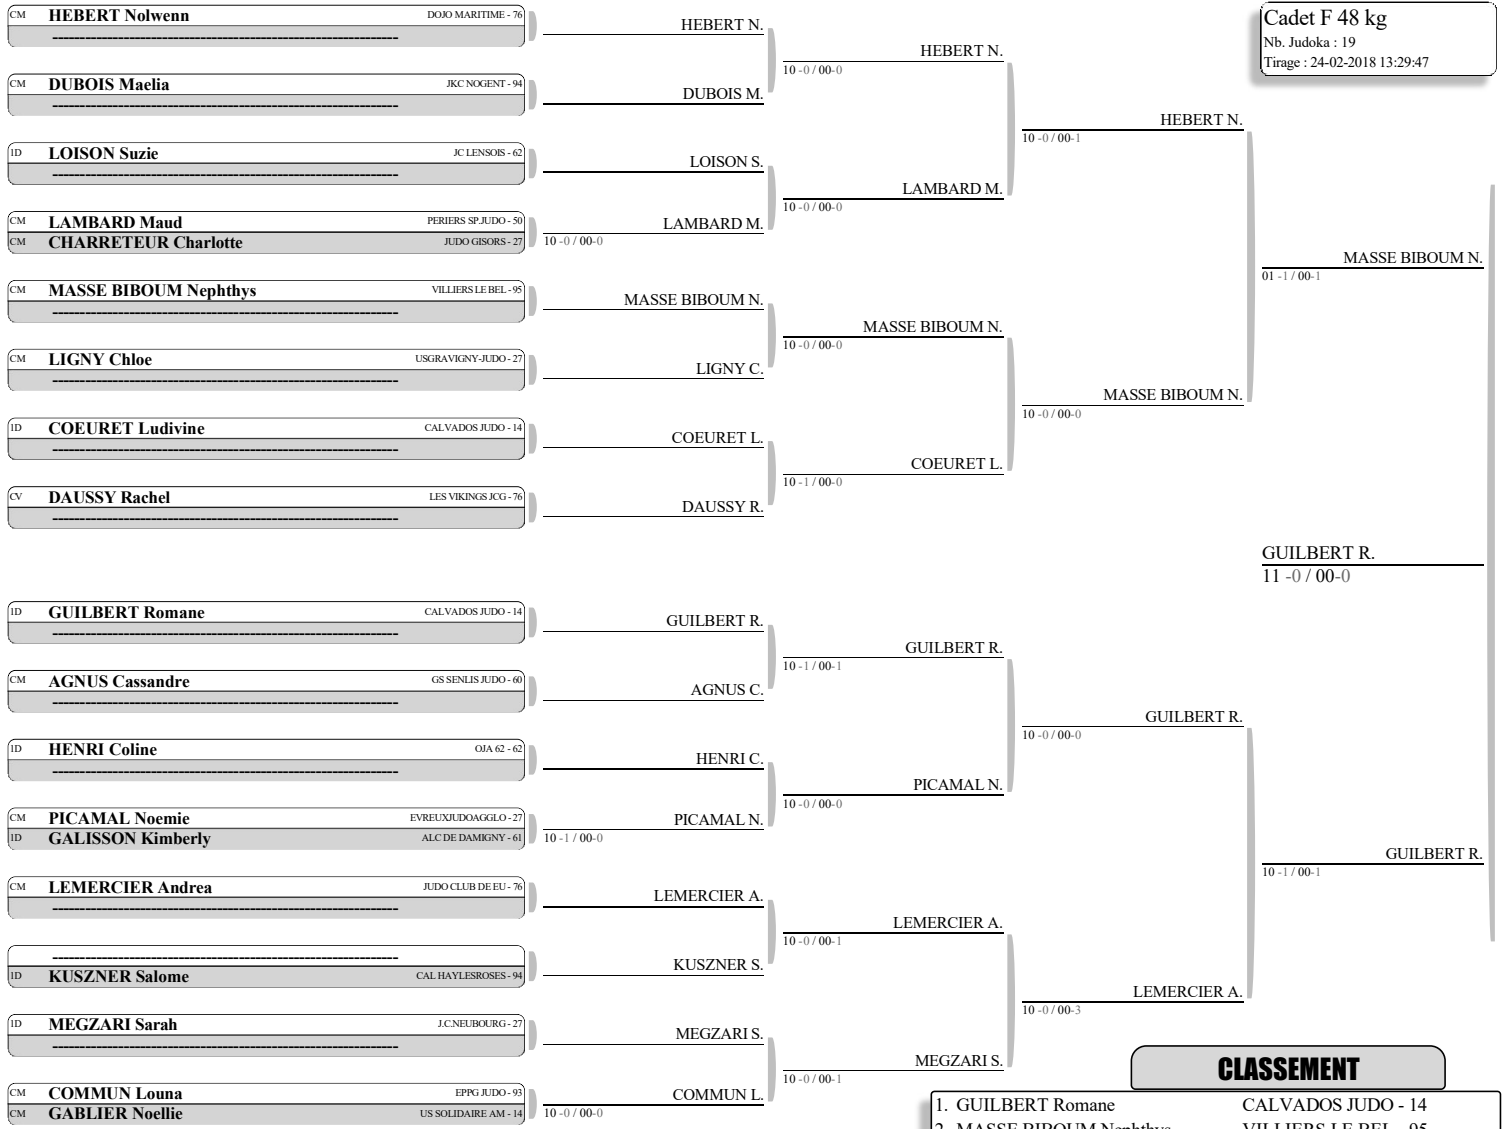 Cadet F 48 kg
Nb. Judoka : 19
Tirage : 24-02-2018 13:29:47
CM HEBERT Nolwenn DOJO MARITIME - 76
------------------------------------------------------------------------
CM DUBOIS Maelia JKC NOGENT - 94
------------------------------------------------------------------------
1D LOISON Suzie JC LENSOIS - 62
------------------------------------------------------------------------
CM LAMBARD Maud PERIERS SP.JUDO - 50
CM CHARRETEUR Charlotte JUDO GISORS - 27
CM MASSE BIBOUM Nephthys VILLIERS LE BEL - 95
------------------------------------------------------------------------
CM LIGNY Chloe USGRAVIGNY-JUDO - 27
------------------------------------------------------------------------
1D COEURET Ludivine CALVADOS JUDO - 14
------------------------------------------------------------------------
CV DAUSSY Rachel LES VIKINGS JCG - 76
------------------------------------------------------------------------
1D GUILBERT Romane CALVADOS JUDO - 14
------------------------------------------------------------------------
CM AGNUS Cassandre GS SENLIS JUDO - 60
------------------------------------------------------------------------
1D HENRI Coline OJA 62 - 62
------------------------------------------------------------------------
CM PICAMAL Noemie EVREUXJUDOAGGLO - 27
1D GALISSON Kimberly ALC DE DAMIGNY - 61
CM LEMERCIER Andrea JUDO CLUB DE EU - 76
------------------------------------------------------------------------
------------------------------------------------------------------------
1D KUSZNER Salome CAL HAYLESROSES - 94
1D MEGZARI Sarah J.C.NEUBOURG - 27
------------------------------------------------------------------------
CM COMMUN Louna EPPG JUDO - 93
CM GABLIER Noellie US SOLIDAIRE AM - 14
HEBERT N.
DUBOIS M.
LOISON S.
LAMBARD M.
10 -0 / 00-0
MASSE BIBOUM N.
LIGNY C.
COEURET L.
DAUSSY R.
GUILBERT R.
AGNUS C.
HENRI C.
PICAMAL N.
10 -1 / 00-0
LEMERCIER A.
KUSZNER S.
MEGZARI S.
COMMUN L.
10 -0 / 00-0
HEBERT N.
10 -0 / 00-0
LAMBARD M.
10 -0 / 00-0
MASSE BIBOUM N.
10 -0 / 00-0
COEURET L.
10 -1 / 00-0
GUILBERT R.
10 -1 / 00-1
PICAMAL N.
10 -0 / 00-0
LEMERCIER A.
10 -0 / 00-1
MEGZARI S.
10 -0 / 00-1
HEBERT N.
10 -0 / 00-1
MASSE BIBOUM N.
10 -0 / 00-0
GUILBERT R.
10 -0 / 00-0
LEMERCIER A.
10 -0 / 00-3
MASSE BIBOUM N.
01 -1 / 00-1
GUILBERT R.
11 -0 / 00-0
GUILBERT R.
10 -1 / 00-1
CLASSEMENT
1. GUILBERT Romane CALVADOS JUDO - 14
2. MASSE BIBOUM Nephthys VILLIERS LE BEL - 95